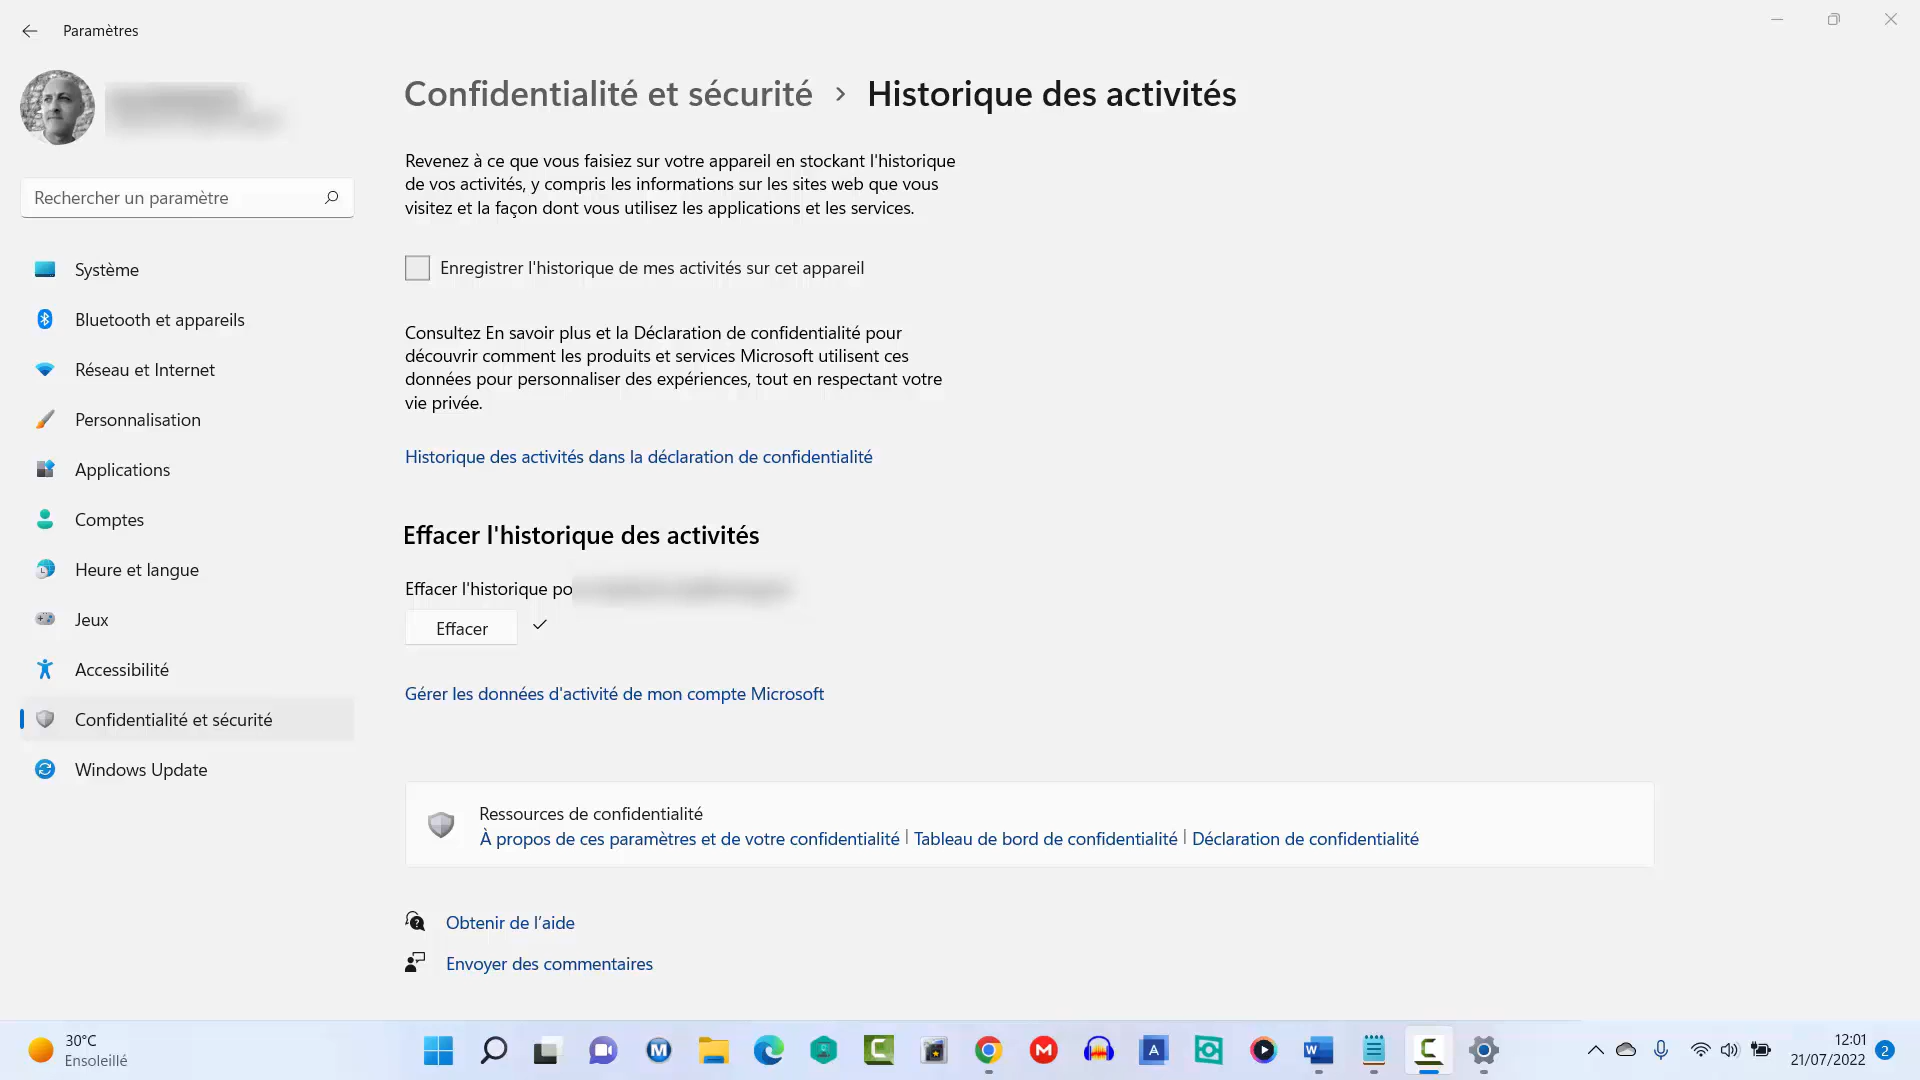 Paramètres
Rechercher un paramètre
Système
Bluetooth et appareils
Réseau et Internet
Personnalisation
Applications
Comptes
Heure et langue
Jeux
Accessibilité
Confidentialité et sécurité
Windows Update
Confidentialité et sécurité › Historique des activités
Revenez à ce que vous faisiez sur votre appareil en stockant l'historique
de vos activités, y compris les informations sur les sites web que vous
visitez et la façon dont vous utilisez les applications et les services.
Enregistrer l'historique de mes activités sur cet appareil
Consultez En savoir plus et la Déclaration de confidentialité pour
découvrir comment les produits et services Microsoft utilisent ces
données pour personnaliser des expériences, tout en respectant votre
vie privée.
Historique des activités dans la déclaration de confidentialité
Effacer l'historique des activités
Effacer l'historique po
Effacer
Gérer les données d'activité de mon compte Microsoft
Ressources de confidentialité
À propos de ces paramètres et de votre confidentialité | Tableau de bord de confidentialité | Déclaration de confidentialité
Obtenir de l’aide
Envoyer des commentaires
30°C
Ensoleillé
12:01
21/07/2022 2